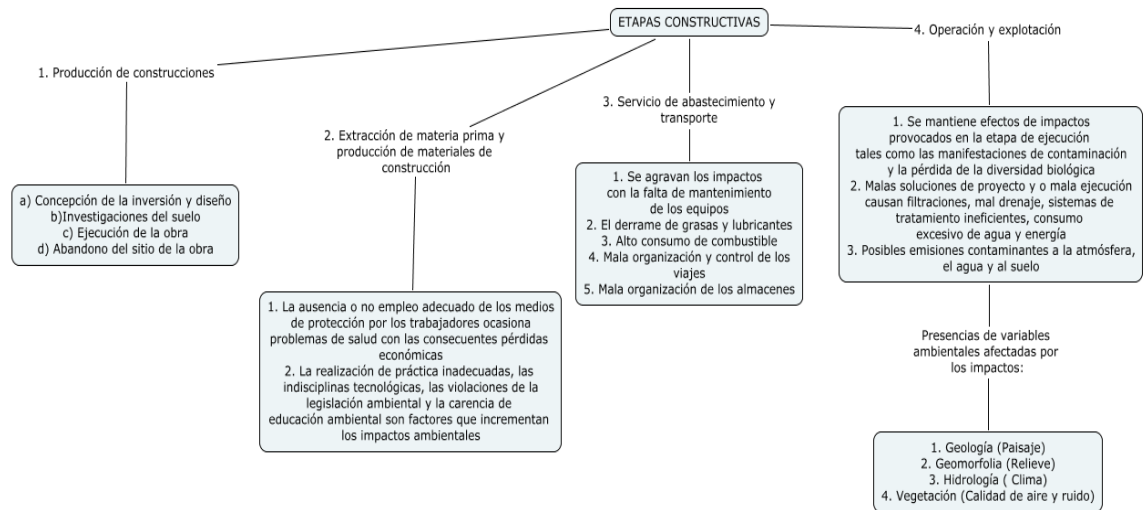 ETAPAS CONSTRUCTIVAS
1. Producción de construcciones
a) Concepción de la inversión y diseño
b)Investigaciones del suelo
c) Ejecución de la obra
d) Abandono del sitio de la obra
2. Extracción de materia prima y
producción de materiales de
construcción
1. La ausencia o no empleo adecuado de los medios
de protección por los trabajadores ocasiona
problemas de salud con las consecuentes pérdidas
económicas
2. La realización de práctica inadecuadas, las
indisciplinas tecnológicas, las violaciones de la
legislación ambiental y la carencia de
educación ambiental son factores que incrementan
los impactos ambientales
3. Servicio de abastecimiento y
transporte
1. Se agravan los impactos
con la falta de mantenimiento
de los equipos
2. El derrame de grasas y lubricantes
3. Alto consumo de combustible
4. Mala organización y control de los
viajes
5. Mala organización de los almacenes
4. Operación y explotación
1. Se mantiene efectos de impactos
provocados en la etapa de ejecución
tales como las manifestaciones de contaminación
y la pérdida de la diversidad biológica
2. Malas soluciones de proyecto y o mala ejecución
causan filtraciones, mal drenaje, sistemas de
tratamiento ineficientes, consumo
excesivo de agua y energía
3. Posibles emisiones contaminantes a la atmósfera,
el agua y al suelo
Presencias de variables
ambientales afectadas por
los impactos:
1. Geología (Paisaje)
2. Geomorfolia (Relieve)
3. Hidrología ( Clima)
4. Vegetación (Calidad de aire y ruido)